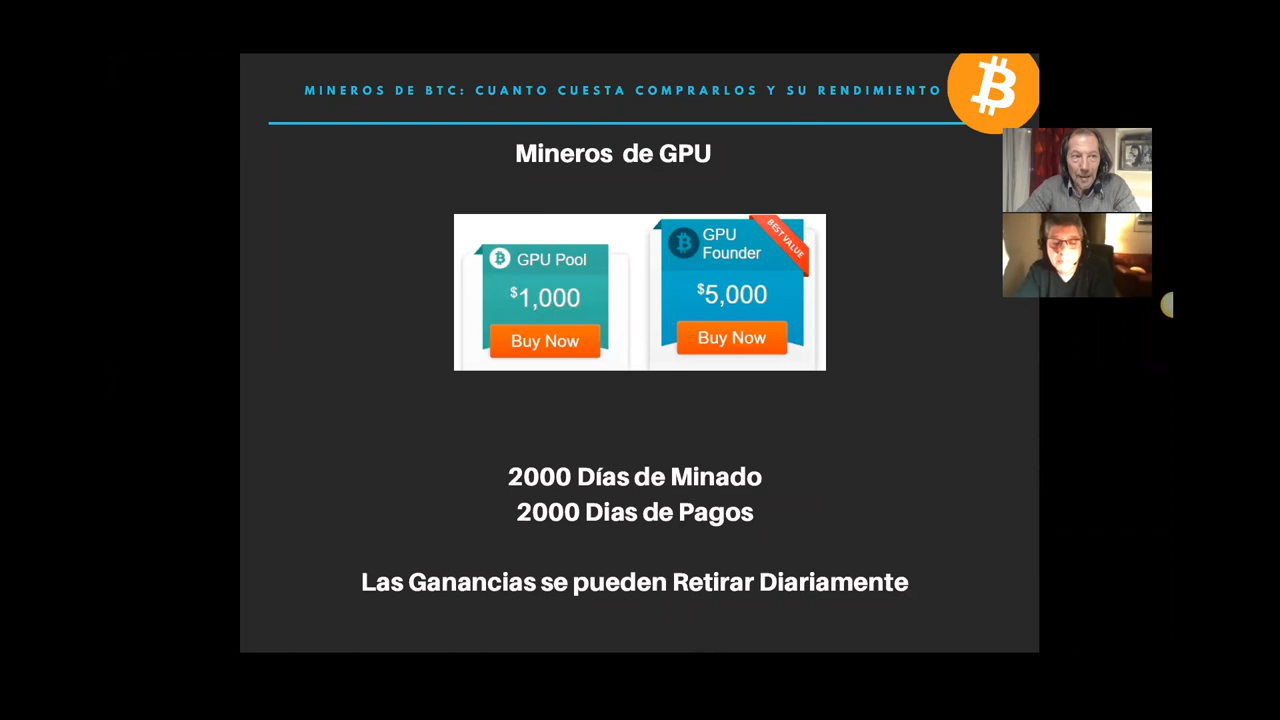 MINEROS DE BTC: CUANTO CUESTA COMPRARLOS Y SU RENDIMIENTO
Mineros de GPU
GPU Pool
$1,000
Buy Now
GPU
Founder
BEST VALUE
$5,000
Buy Now
2000 Días de Minado
2000 Dias de Pagos
Las Ganancias se pueden Retirar Diariamente